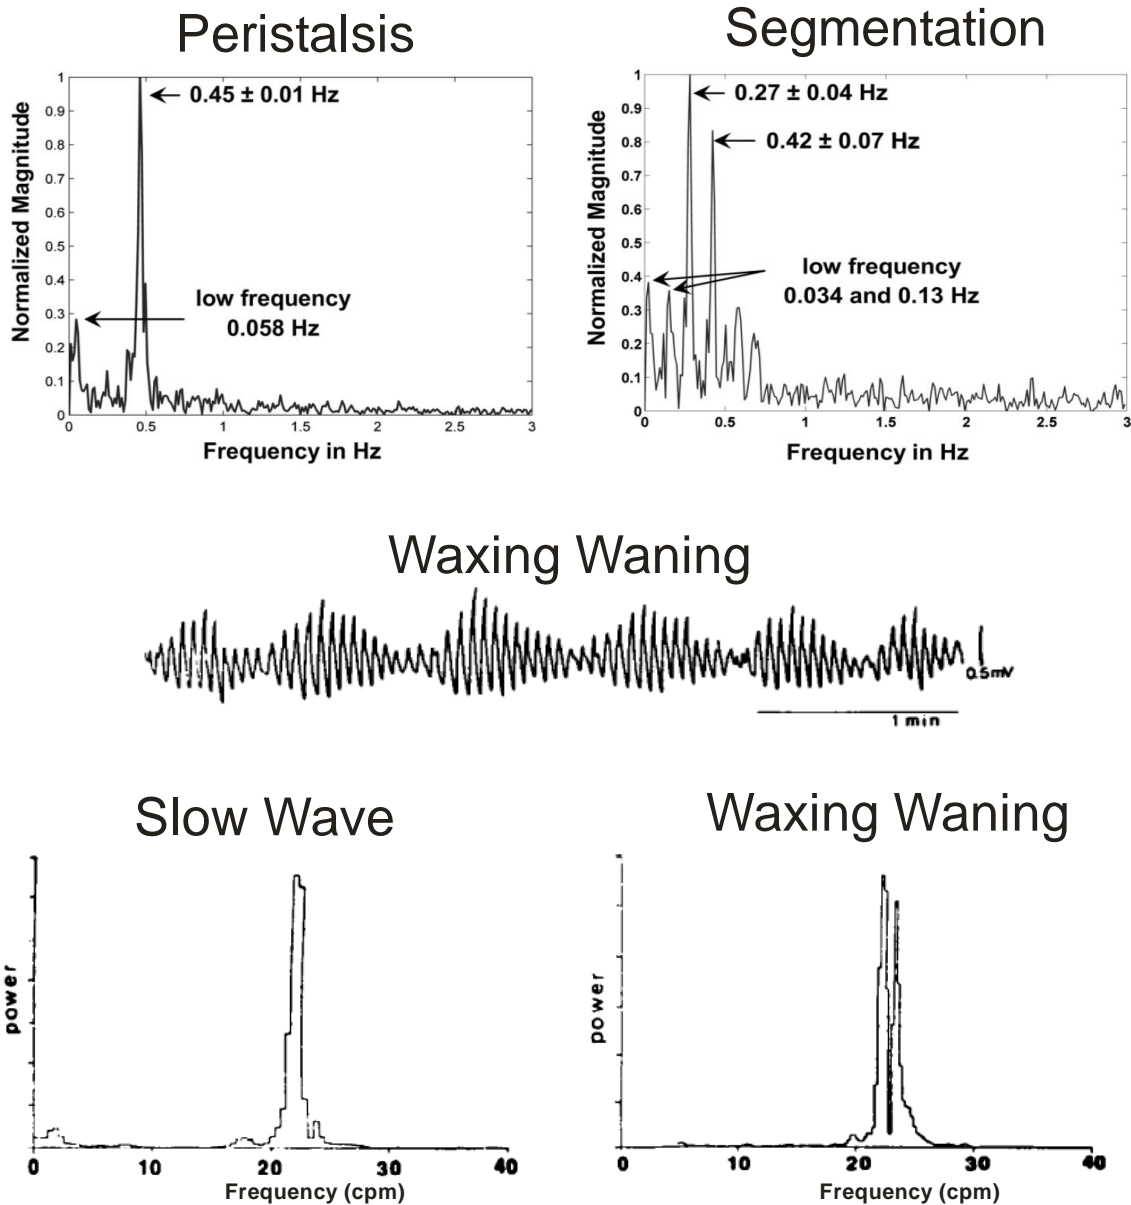 Peristalsis
Segmentation
1
0.9
0.8
0.7
0.6
0.5
0.4
0.3
0.2
0.1
0
Normalized Magnitude
0.45 ± 0.01 Hz
low frequency
0.058 Hz
0 0.5 1 1.5 2 2.5 3
Frequency in Hz
1
0.9
0.8
0.7
0.6
0.5
0.4
0.3
0.2
0.1
0
Normalized Magnitude
0.27 ± 0.04 Hz
0.42 ± 0.07 Hz
low frequency
0.034 and 0.13 Hz
0 0.5 1 1.5 2 2.5 3
Frequency in Hz
Waxing Waning
0.5mV
1 min
Slow Wave
power
0 10 20 30 40
Frequency (cpm)
Waxing Waning
power
0 10 20 30 40
Frequency (cpm)